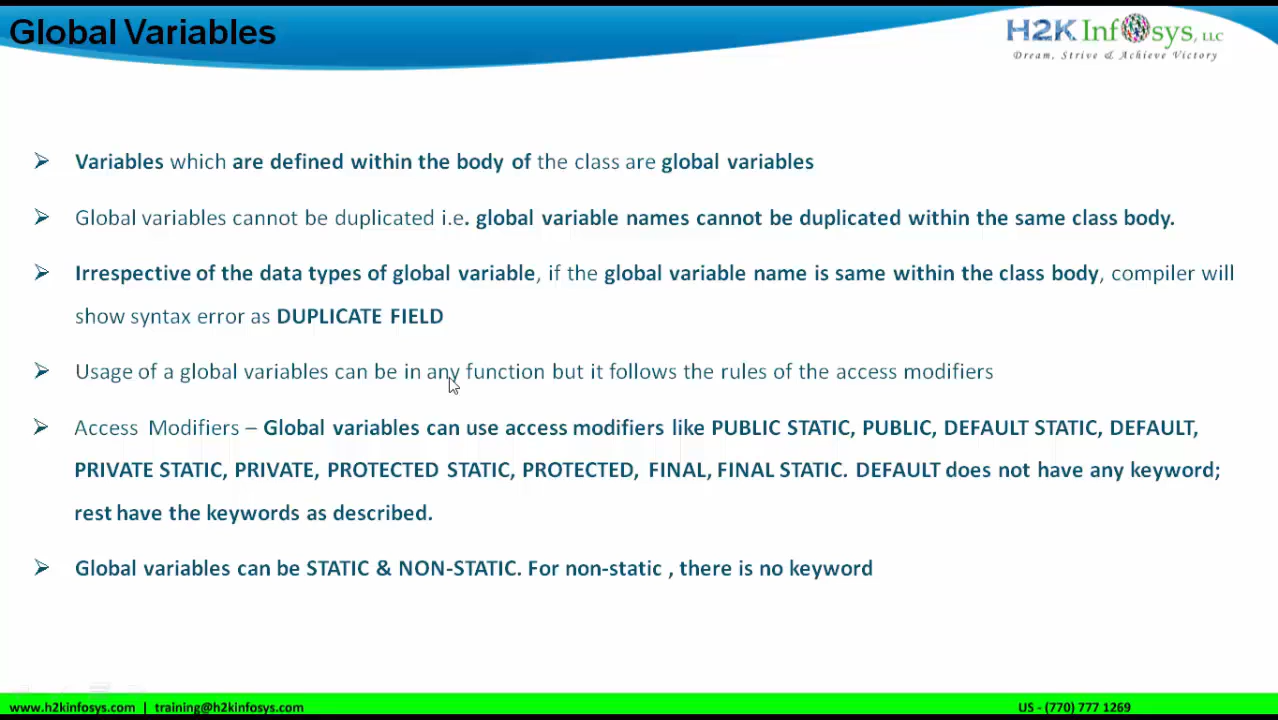 Global Variables
H2K Infosys, LLC
Dream, Strive & Achieve Victory
Variables which are defined within the body of the class are global variables
Global variables cannot be duplicated i.e. global variable names cannot be duplicated within the same class body.
Irrespective of the data types of global variable, if the global variable name is same within the class body, compiler will
show syntax error as DUPLICATE FIELD
Usage of a global variables can be in any function but it follows the rules of the access modifiers
Access Modifiers – Global variables can use access modifiers like PUBLIC STATIC, PUBLIC, DEFAULT STATIC, DEFAULT,
PRIVATE STATIC, PRIVATE, PROTECTED STATIC, PROTECTED, FINAL, FINAL STATIC. DEFAULT does not have any keyword;
rest have the keywords as described.
Global variables can be STATIC & NON-STATIC. For non-static , there is no keyword
www.h2kinfosys.com | training@h2kinfosys.com
US - (770) 777 1269